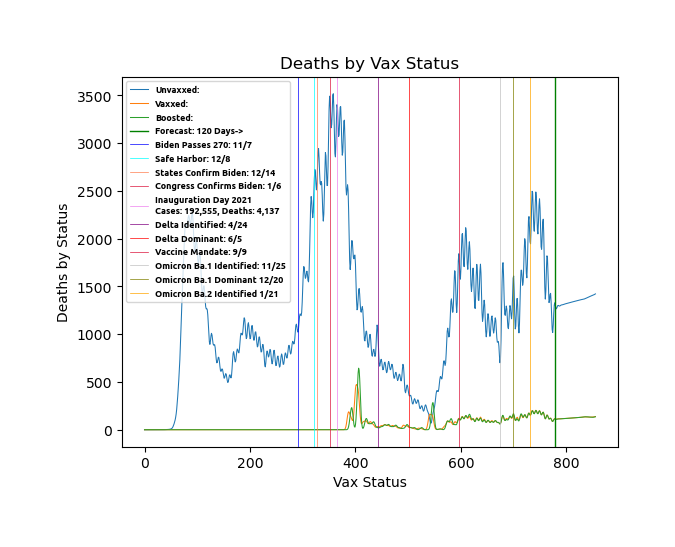 Deaths by Vax Status
Deaths by Vax Status
3500
3000
2500
2000
1500
1000
500
0
Unvaxxed:
Vaxxed:
Boosted:
Forecast: 120 Days->
Biden Passes 270: 11/7
Safe Harbor: 12/8
States Confirm Biden: 12/14
Congress Confirms Biden: 1/6
Inauguration Day 2021
Cases: 192,555, Deaths: 4,137
Delta Identified: 4/24
Delta Dominant: 6/5
Vaccine Mandate: 9/9
Omicron Ba.1 Identified: 11/25
Omicron Ba.1 Dominant 12/20
Omicron Ba.2 Identified 1/21
0 200 400 600 800
Vax Status